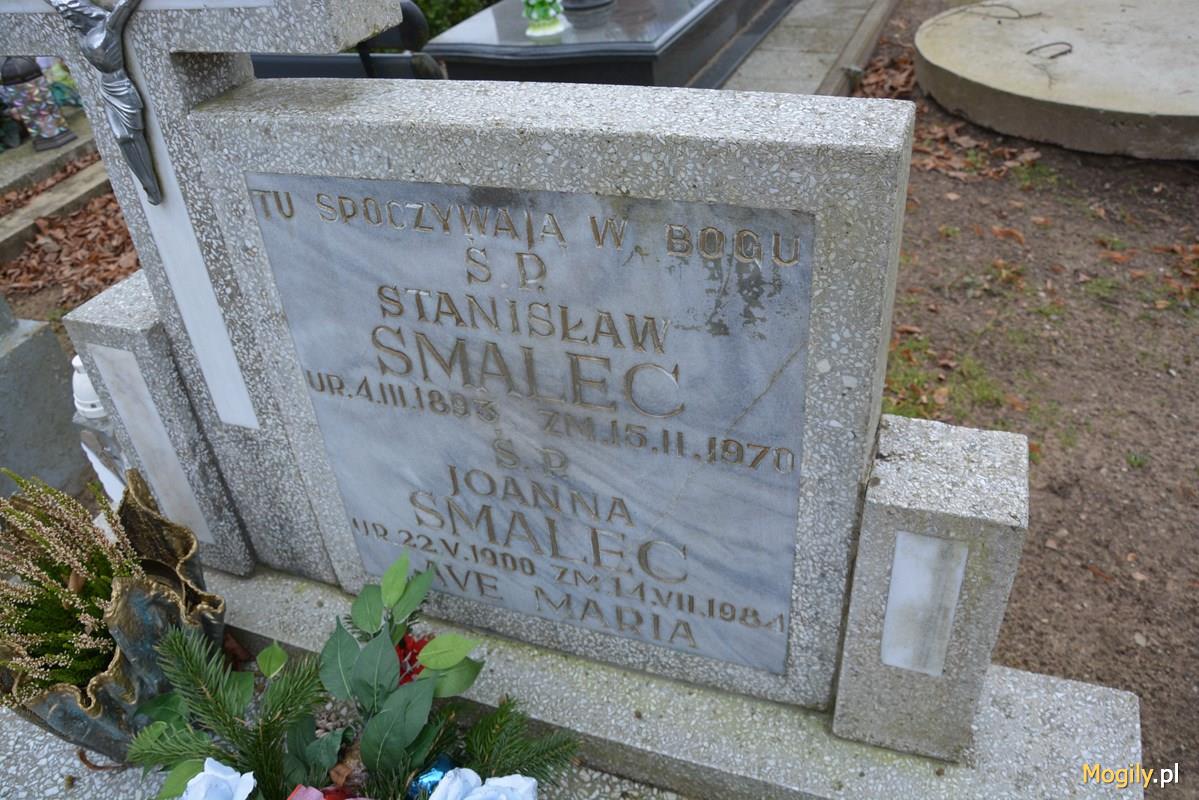 TU SPOCZYWAJĄ W BOGU
Ś.P.
STANISŁAW
SMALEC
UR.4.III.1893 ZM.15.II.1970
Ś.P.
JOANNA
SMALEC
UR.22.V.1900 ZM.14.VII.1984
AVE MARIA
Mogily.pl